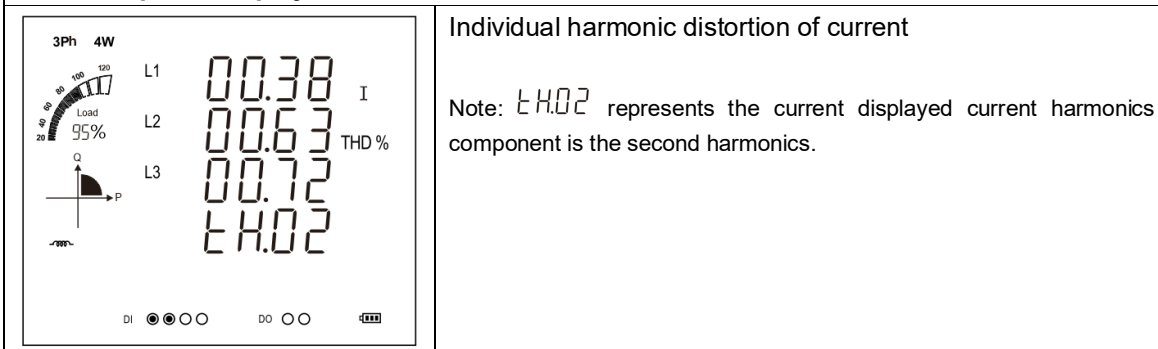 3Ph 4W
20 40 60 80 100 120
Load
95%
Q
P
L1 00.38 I
L2 00.63 THD %
L3 00.72
tH.02
DI DO
Individual harmonic distortion of current
Note: tH.02 represents the current displayed current harmonics
component is the second harmonics.